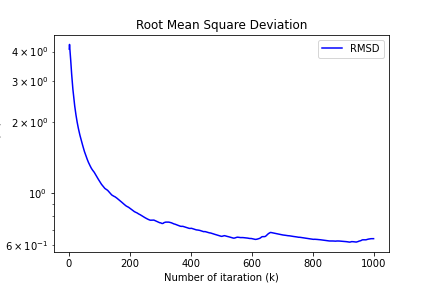 Root Mean Square Deviation
RMSD
4 × 10⁰
3 × 10⁰
2 × 10⁰
10⁰
6 × 10⁻¹
0 200 400 600 800 1000
Number of itaration (k)